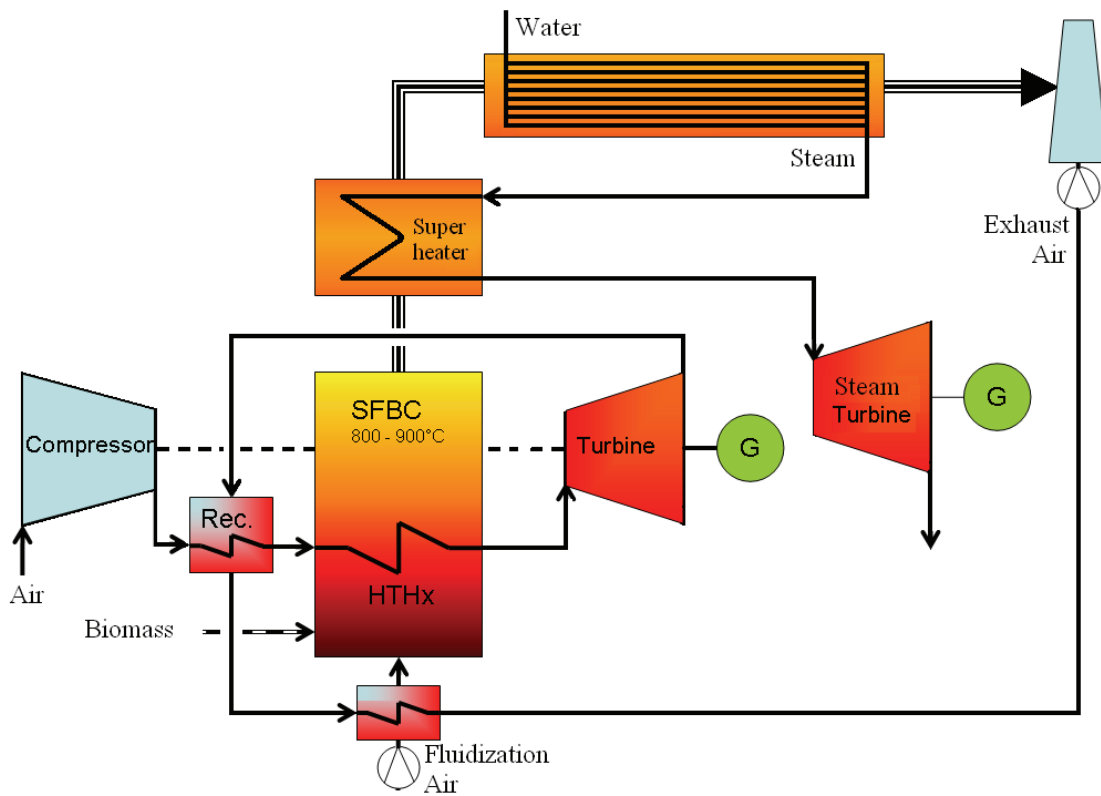 Water
Steam
Super
heater
Exhaust
Air
SFBC
800 - 900°C
Compressor
Turbine
G
Steam
Turbine
G
Rec.
HTHx
Air
Biomass
Fluidization
Air